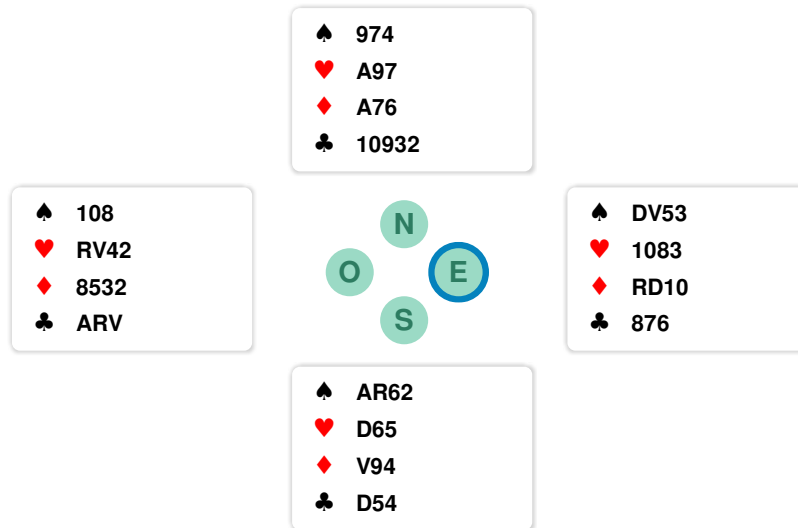 ♠ 974
♥ A97
♦ A76
♣ 10932
♠ 108
♥ RV42
♦ 8532
♣ ARV
N
O
E
S
♠ DV53
♥ 1083
♦ RD10
♣ 876
♠ AR62
♥ D65
♦ V94
♣ D54